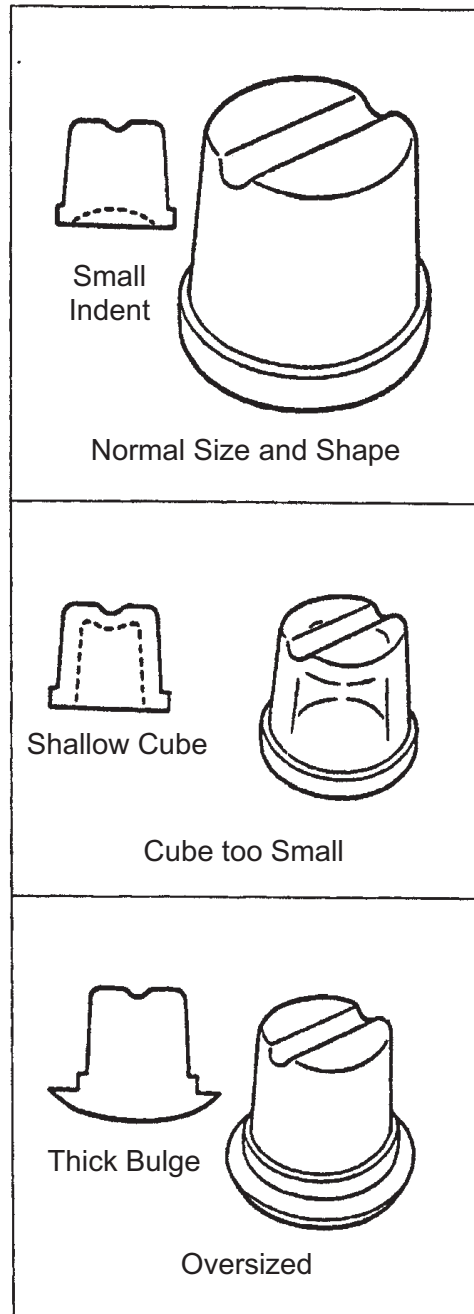 Small
Indent
Normal Size and Shape
Shallow Cube
Cube too Small
Thick Bulge
Oversized